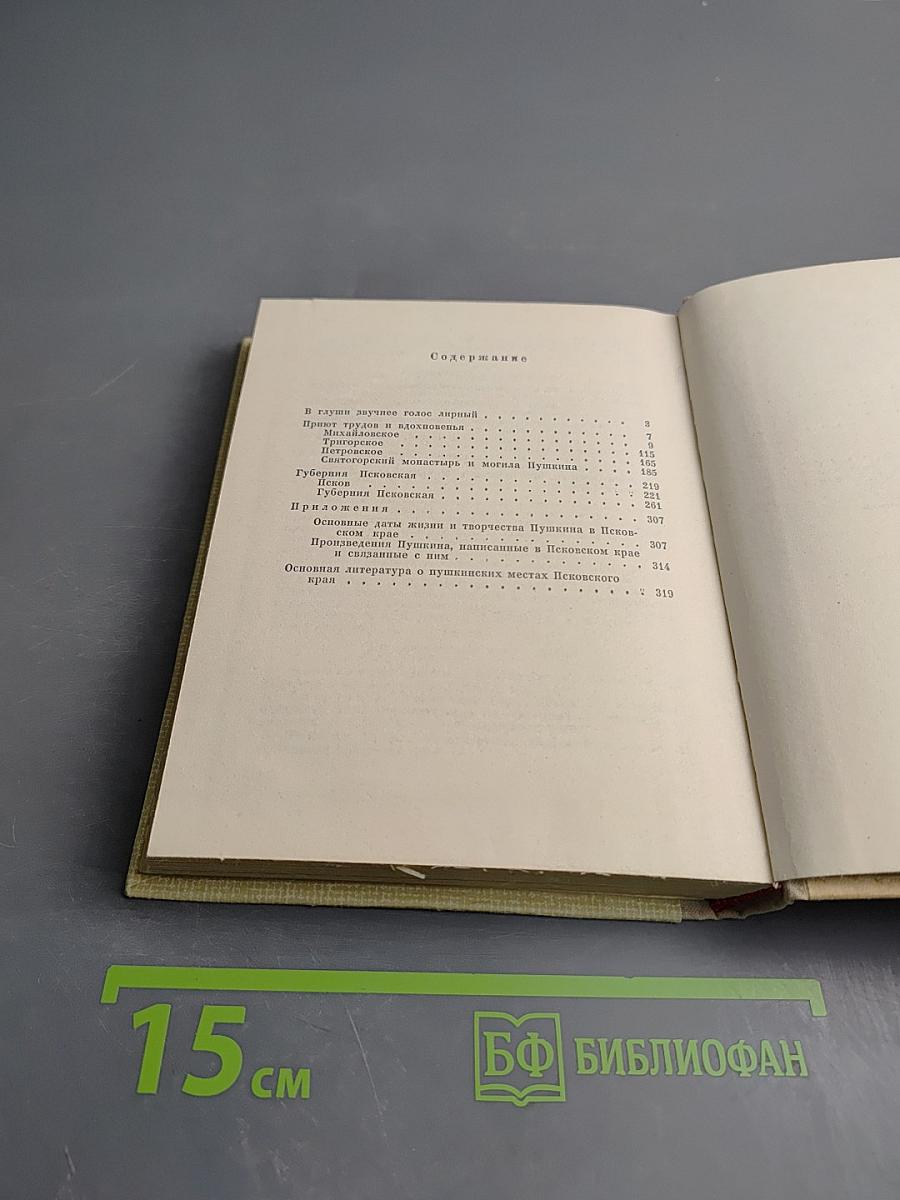 Содержание
В глуши звучнее голос лирный . . . . . . . . . . . 3
Приют трудов и вдохновенья . . . . . . . . . . . 7
Михайловское . . . . . . . . . . . 9
Тригорское . . . . . . . . . . . 115
Петровское . . . . . . . . . . . 165
Святогорский монастырь и могила Пушкина . . . . 185
Губерния Псковская . . . . . . . . . . . 219
Псков . . . . . . . . . . . 221
Губерния Псковская . . . . . . . . . . . 261
Приложения . . . . . . . . . . . 307
Основные даты жизни и творчества Пушкина в Псков-
ском крае . . . . . . . . . . . 307
Произведения Пушкина, написанные в Псковском крае
и связанные с ним . . . . . . . . . . . 314
Основная литература о пушкинских местах Псковского
края . . . . . . . . . . . 319
15 см
БФ БИБЛИОФАН